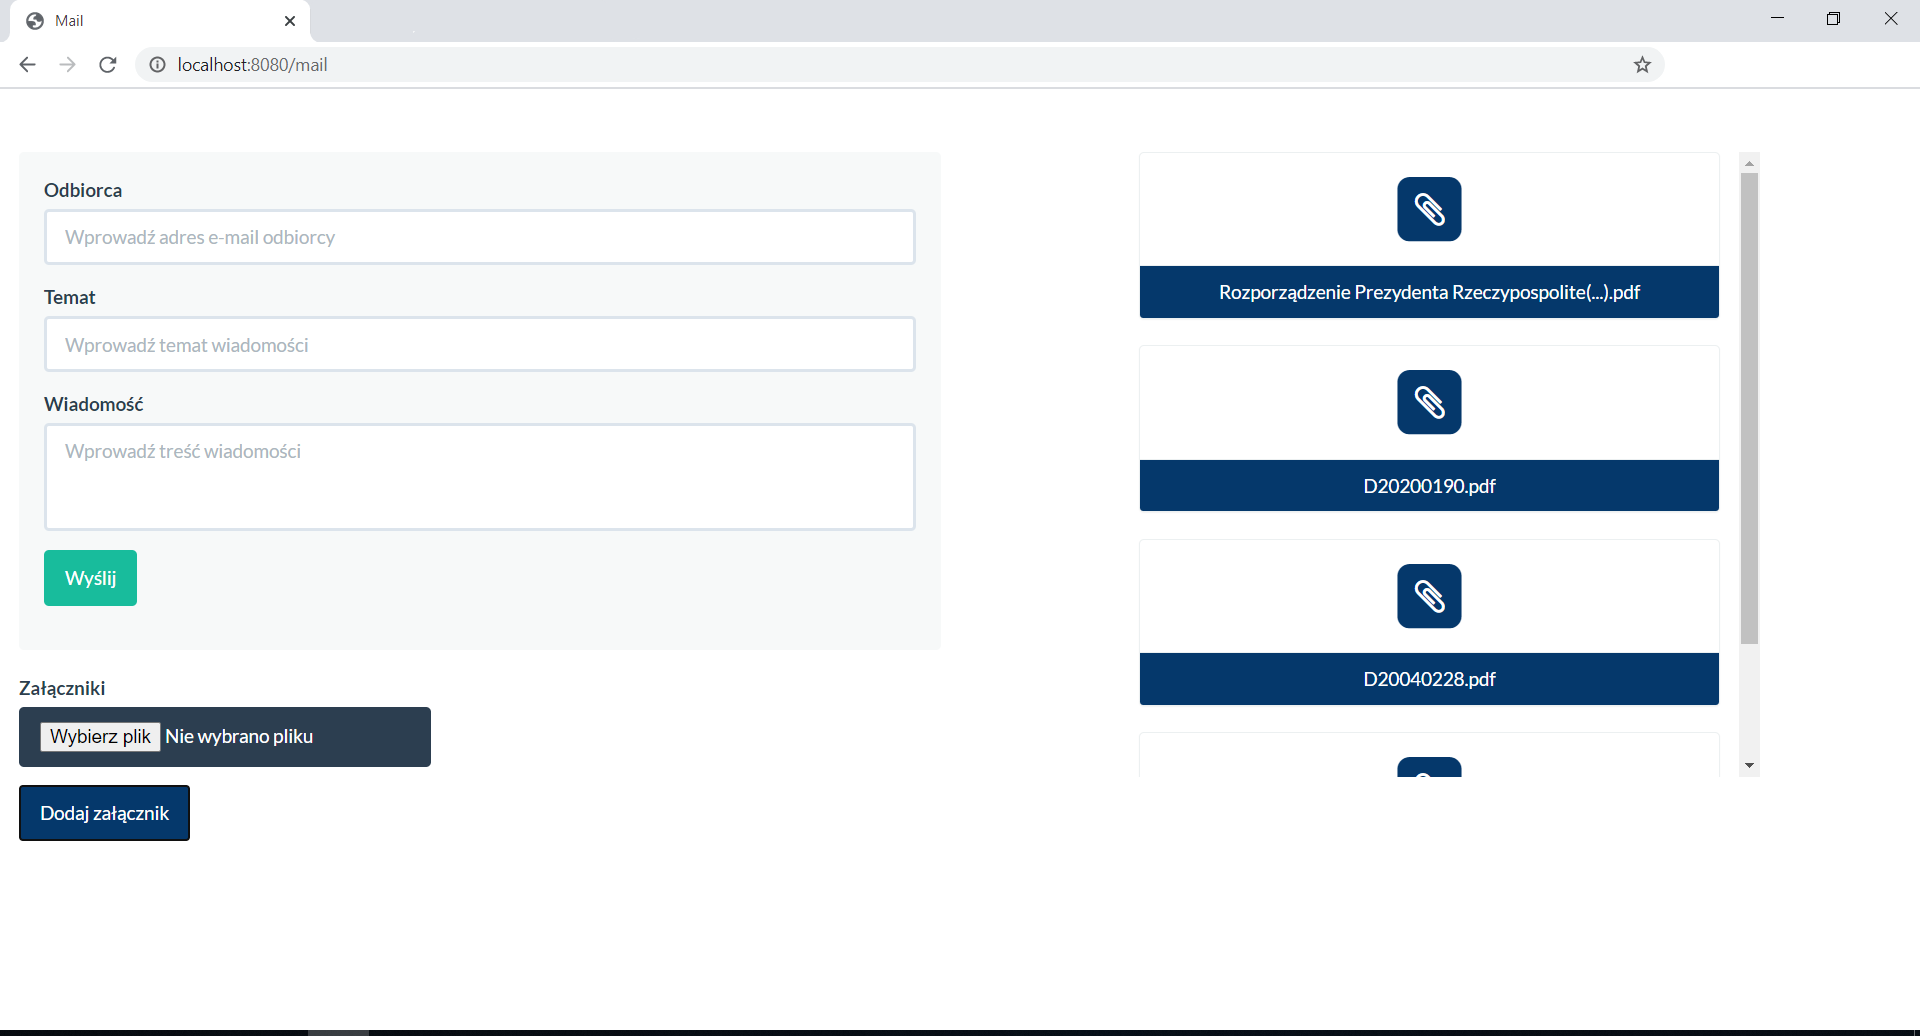 Mail
localhost:8080/mail
Odbiorca
Wprowadź adres e-mail odbiorcy
Temat
Wprowadź temat wiadomości
Wiadomość
Wprowadź treść wiadomości
Wyślij
Załączniki
Wybierz plik Nie wybrano pliku
Dodaj załącznik
Rozporządzenie Prezydenta Rzeczypospolite(...).pdf
D20200190.pdf
D20040228.pdf